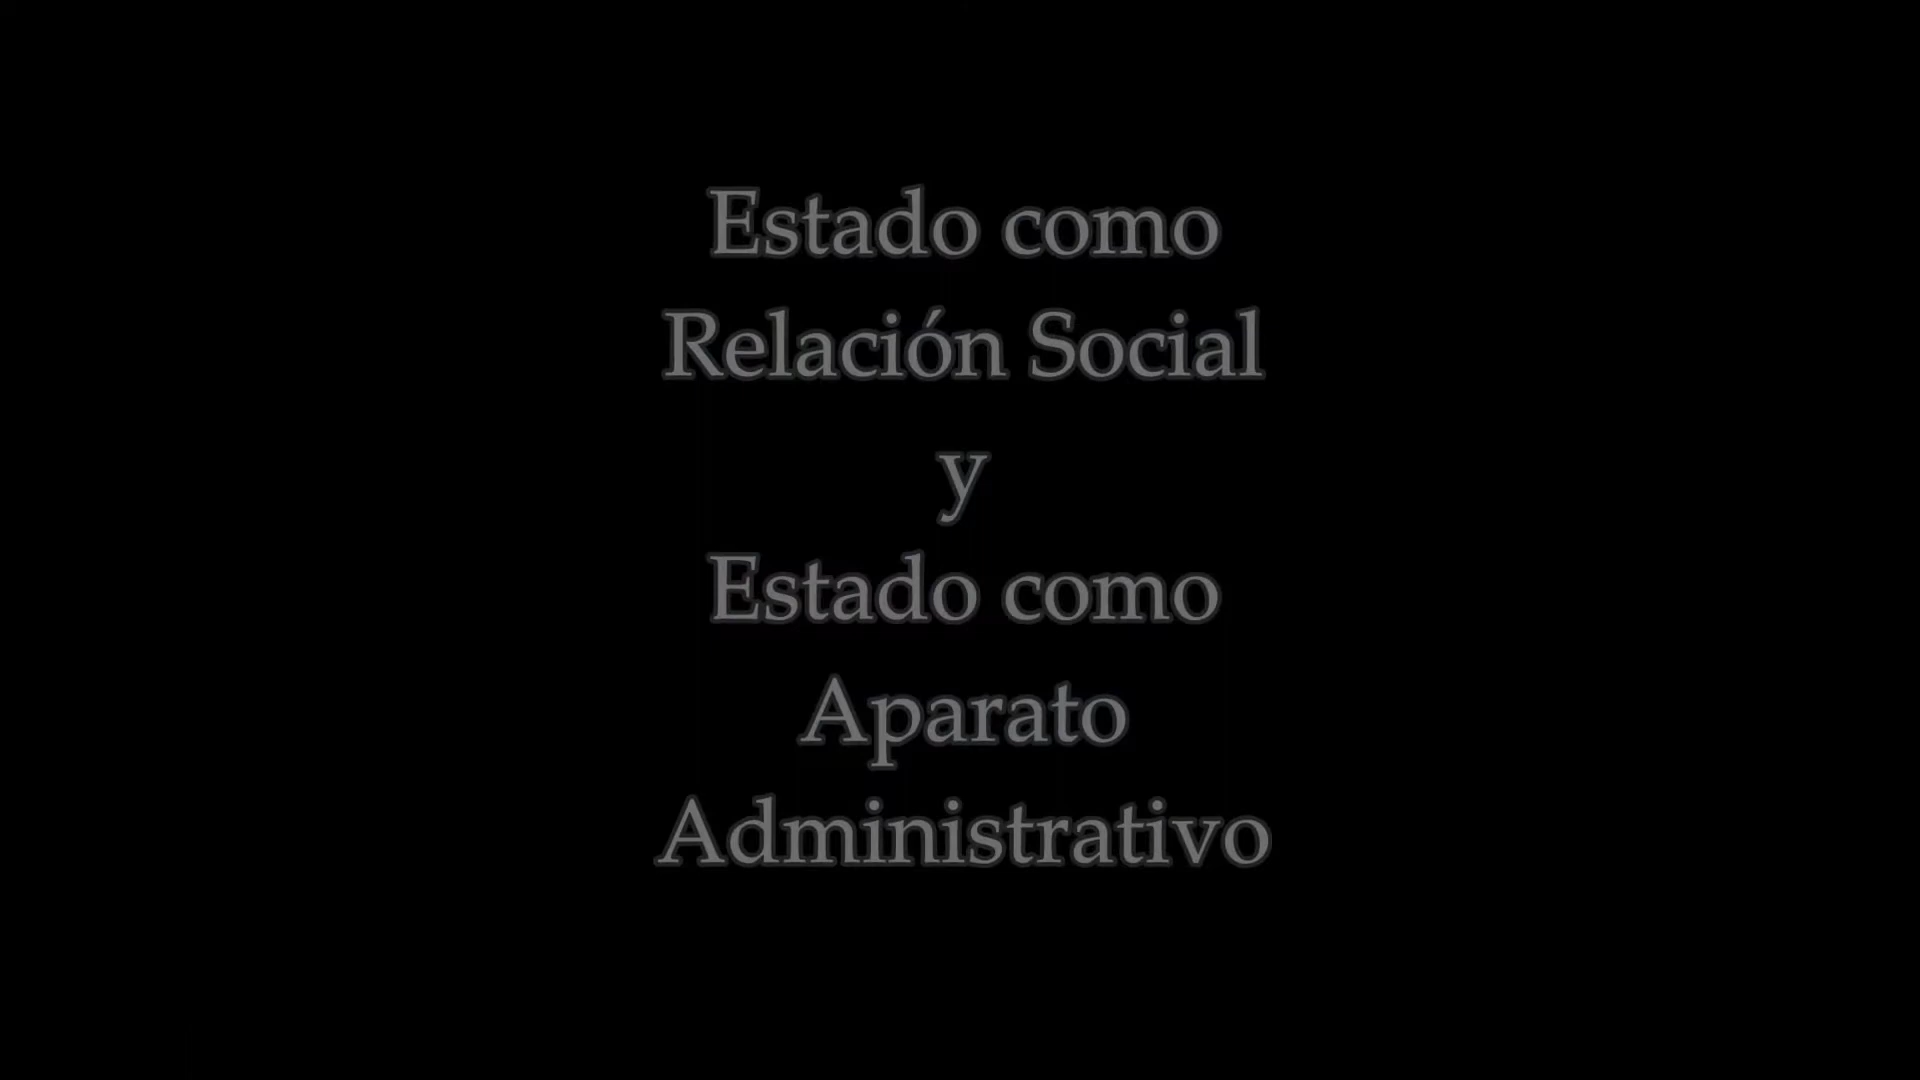 Estado como
Relación Social
y
Estado como
Aparato
Administrativo